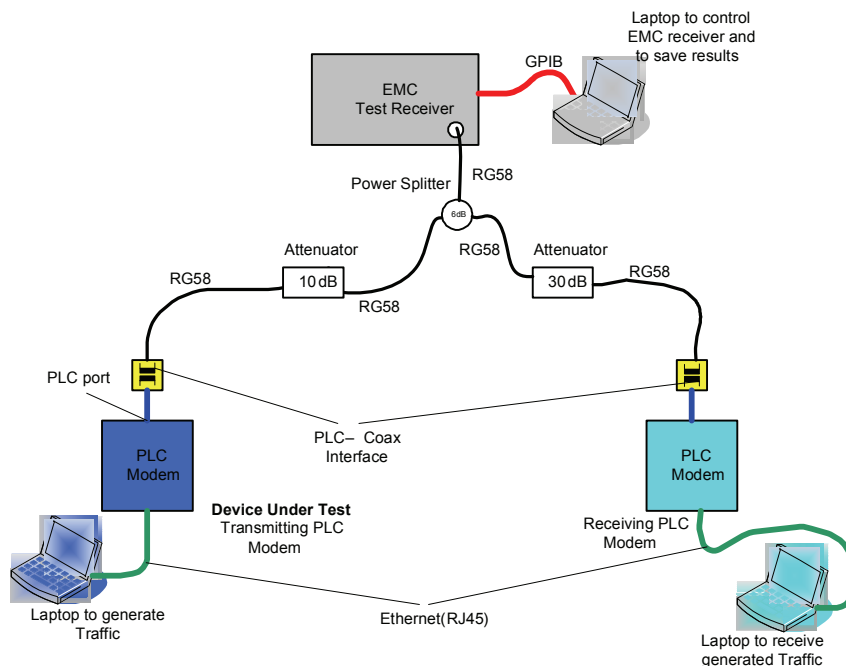 Laptop to control
EMC receiver and
to save results
GPIB
EMC
Test Receiver
RG58
Power Splitter
6dB
Attenuator
RG58
Attenuator
RG58
10 dB
30 dB
RG58
RG58
PLC port
PLC– Coax
Interface
PLC
Modem
PLC
Modem
Device Under Test
Transmitting PLC
Modem
Receiving PLC
Modem
Laptop to generate
Traffic
Ethernet(RJ45)
Laptop to receive
generated Traffic